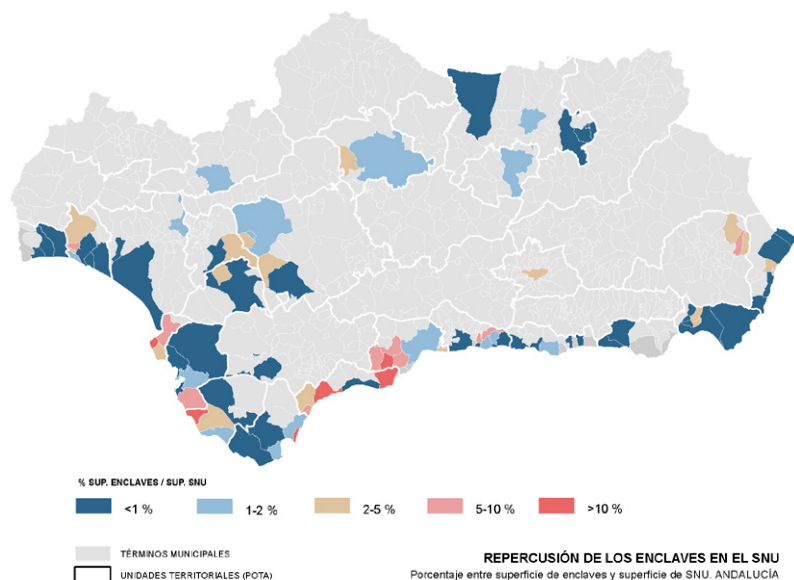 % SUP. ENCLAVES / SUP. SNU
<1 %
1-2 %
2-5 %
5-10 %
>10 %
TÉRMINOS MUNICIPALES
UNIDADES TERRITORIALES (POTA)
REPERCUSIÓN DE LOS ENCLAVES EN EL SNU
Porcentaje entre superficie de enclaves y superficie de SNU. ANDALUCÍA